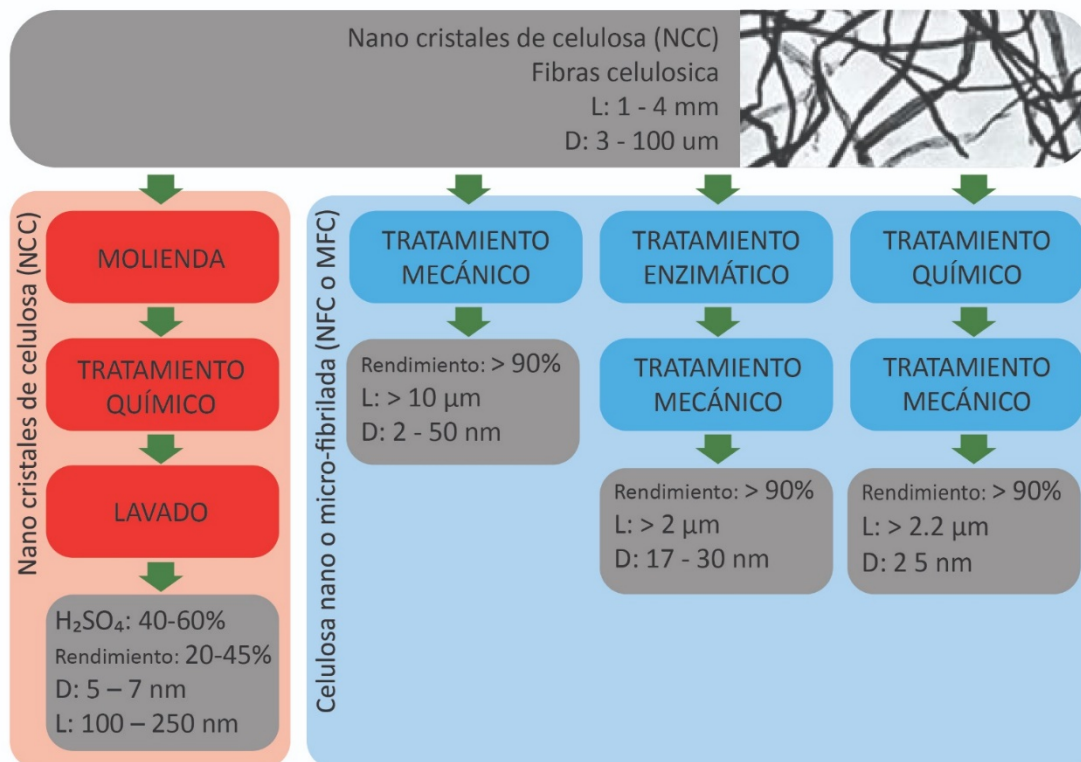 Nano cristales de celulosa (NCC)
Fibras celulosica
L: 1 - 4 mm
D: 3 - 100 um
Nano cristales de celulosa (NCC)
MOLIENDA
TRATAMIENTO
QUÍMICO
LAVADO
H₂SO₄: 40-60%
Rendimiento: 20-45%
D: 5 – 7 nm
L: 100 – 250 nm
Celulosa nano o micro-fibrilada (NFC o MFC)
TRATAMIENTO
MECÁNICO
Rendimiento: > 90%
L: > 10 μm
D: 2 - 50 nm
TRATAMIENTO
ENZIMÁTICO
TRATAMIENTO
MECÁNICO
Rendimiento: > 90%
L: > 2 μm
D: 17 - 30 nm
TRATAMIENTO
QUÍMICO
TRATAMIENTO
MECÁNICO
Rendimiento: > 90%
L: > 2.2 μm
D: 2 5 nm